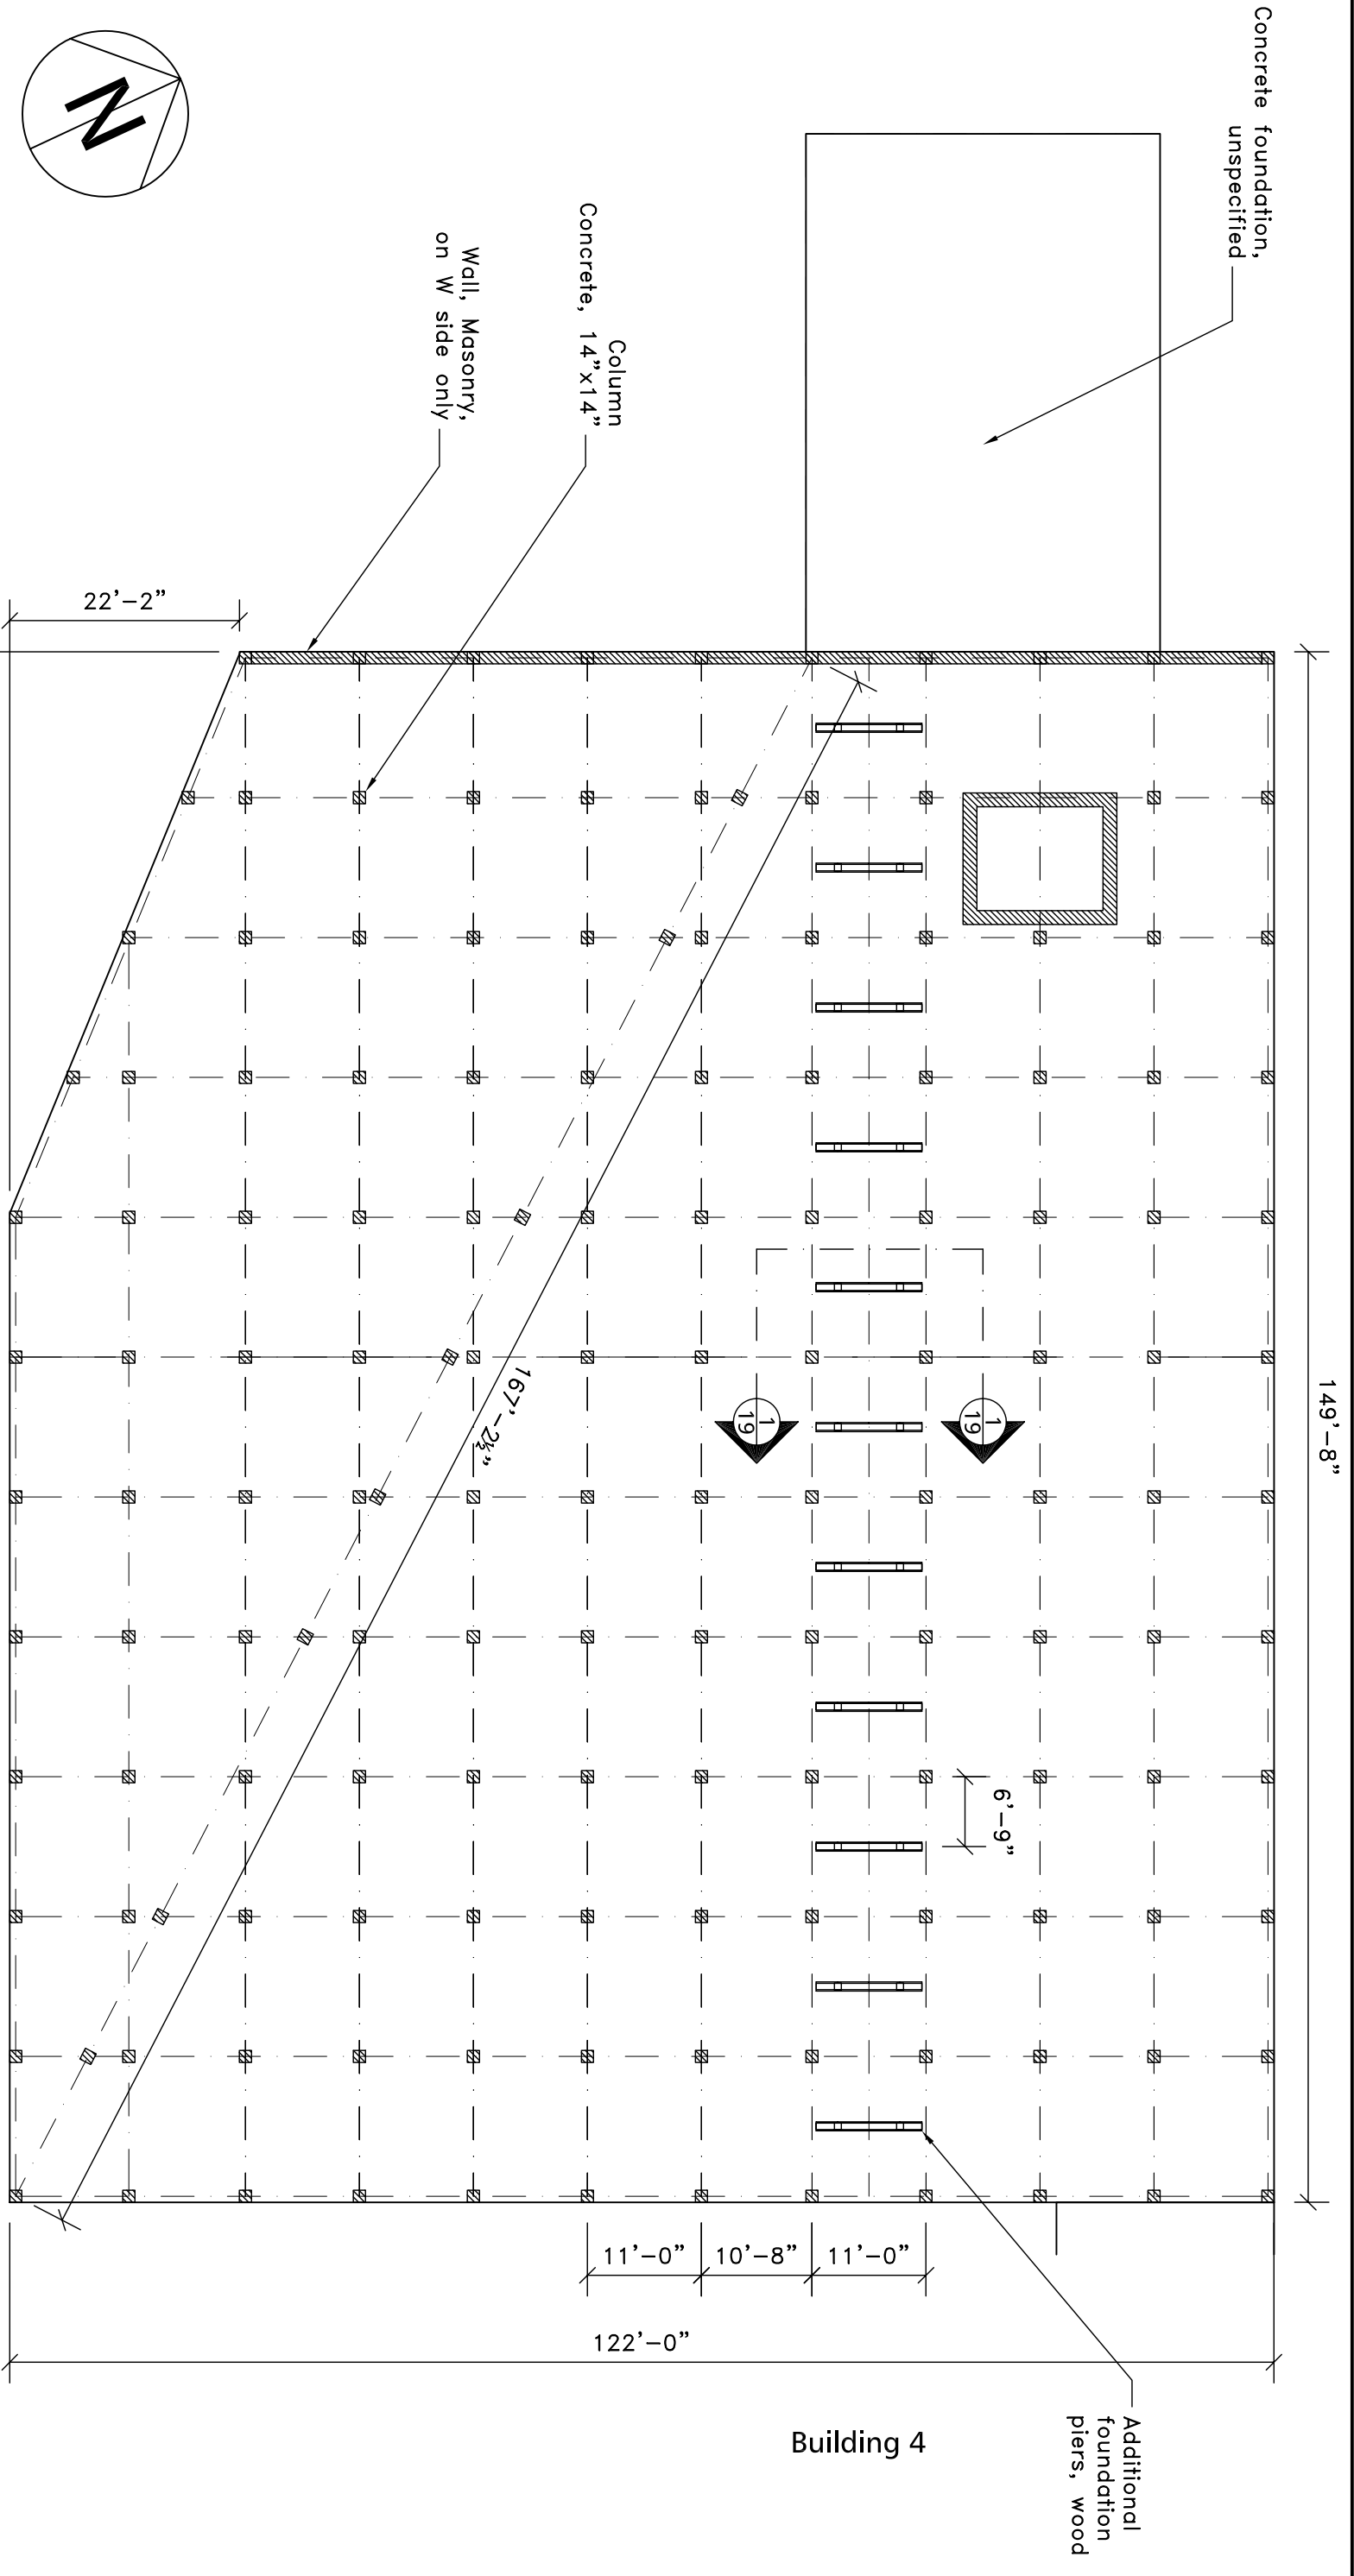 Concrete foundation,
unspecified
N
Column
Concrete, 14"x14"
Wall, Masonry,
on W side only
22'-2"
149'-8"
167'-2½"
1
19
1
19
6'-9"
11'-0"
10'-8"
11'-0"
122'-0"
Building 4
Additional
foundation
piers, wood